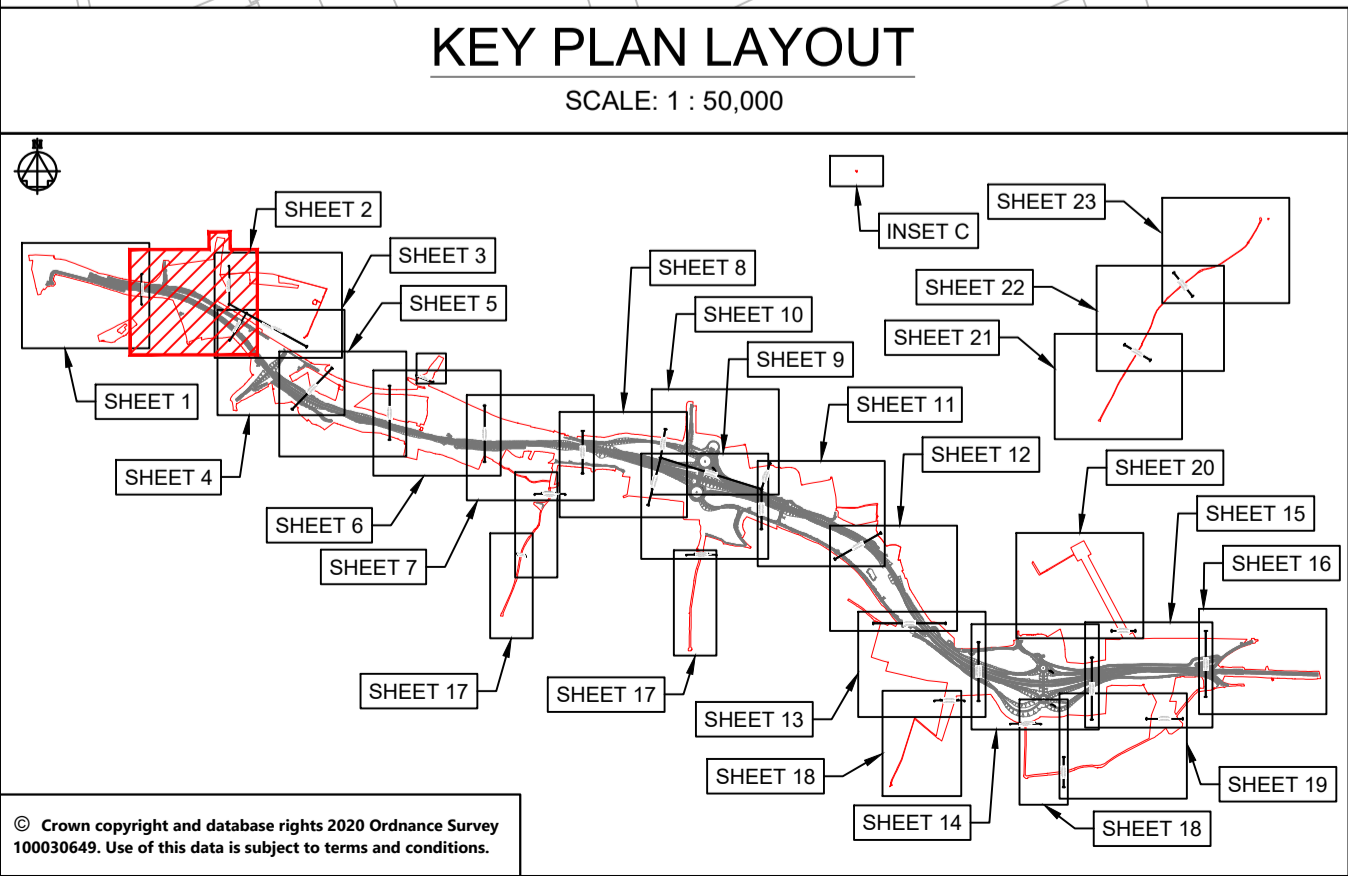 KEY PLAN LAYOUT
SCALE: 1 : 50,000
SHEET 2
SHEET 3
SHEET 5
SHEET 1
SHEET 4
SHEET 6
SHEET 7
SHEET 8
SHEET 10
SHEET 9
SHEET 11
SHEET 12
INSET C
SHEET 23
SHEET 22
SHEET 21
SHEET 20
SHEET 15
SHEET 16
SHEET 17
SHEET 17
SHEET 13
SHEET 18
SHEET 14
SHEET 18
SHEET 19
© Crown copyright and database rights 2020 Ordnance Survey
100030649. Use of this data is subject to terms and conditions.